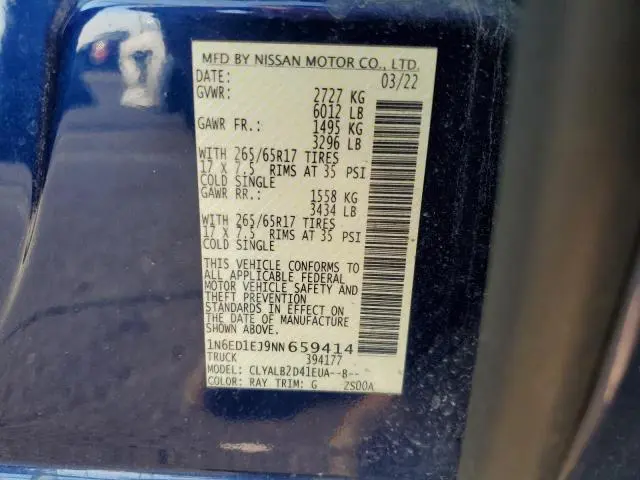 MFD BY NISSAN MOTOR CO., LTD.
DATE: 03/22
GVWR: 2727 KG
6012 LB
GAWR FR.: 1495 KG
3296 LB
WITH 265/65R17 TIRES
17 X 7.5 RIMS AT 35 PSI
COLD SINGLE
GAWR RR.: 1558 KG
3434 LB
WITH 265/65R17 TIRES
17 X 7.5 RIMS AT 35 PSI
COLD SINGLE
THIS VEHICLE CONFORMS TO
ALL APPLICABLE FEDERAL
MOTOR VEHICLE SAFETY AND
THEFT PREVENTION
STANDARDS IN EFFECT ON
THE DATE OF MANUFACTURE
SHOWN ABOVE.
1N6ED1EJ9NN659414
TRUCK 394177
MODEL: CLYALB2D41EUA--B--
COLOR: RAY TRIM: G ZS00A